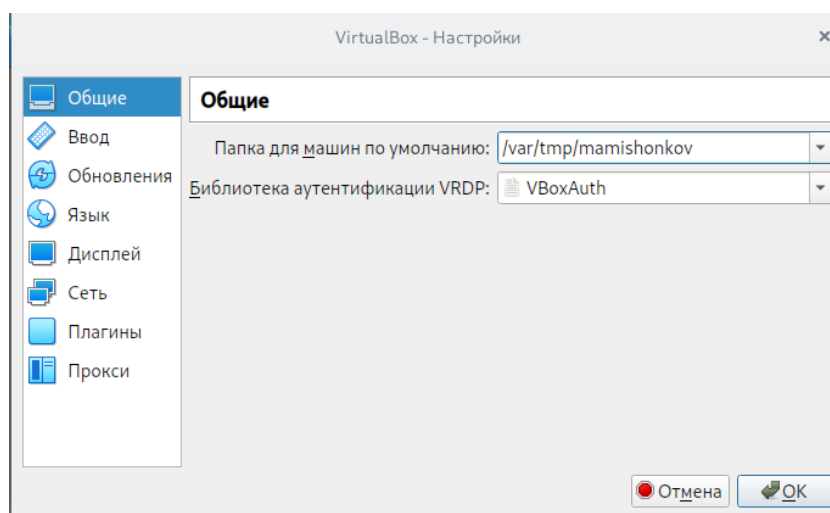 VirtualBox - Настройки
Общие
Ввод
Обновления
Язык
Дисплей
Сеть
Плагины
Прокси
Общие
Папка для машин по умолчанию: /var/tmp/mamishonkov
Библиотека аутентификации VRDP: VBoxAuth
Отмена OK